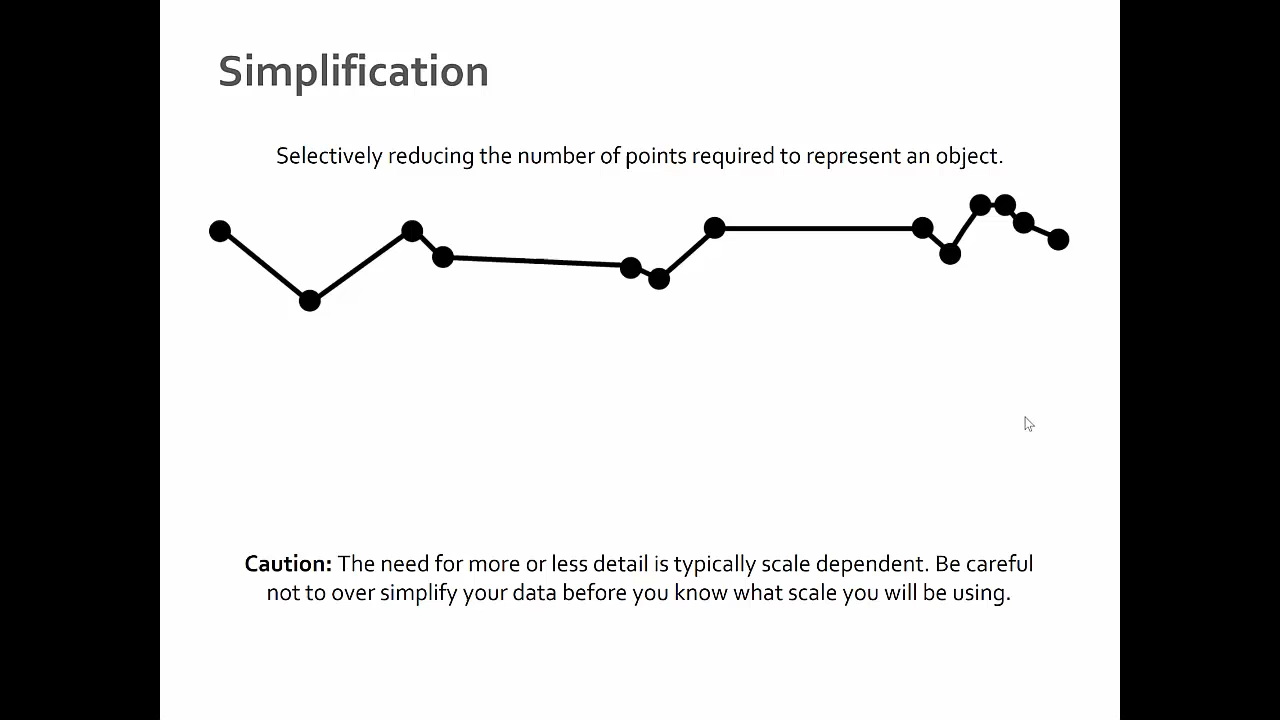 Simplification
Selectively reducing the number of points required to represent an object.
Caution: The need for more or less detail is typically scale dependent. Be careful
not to over simplify your data before you know what scale you will be using.